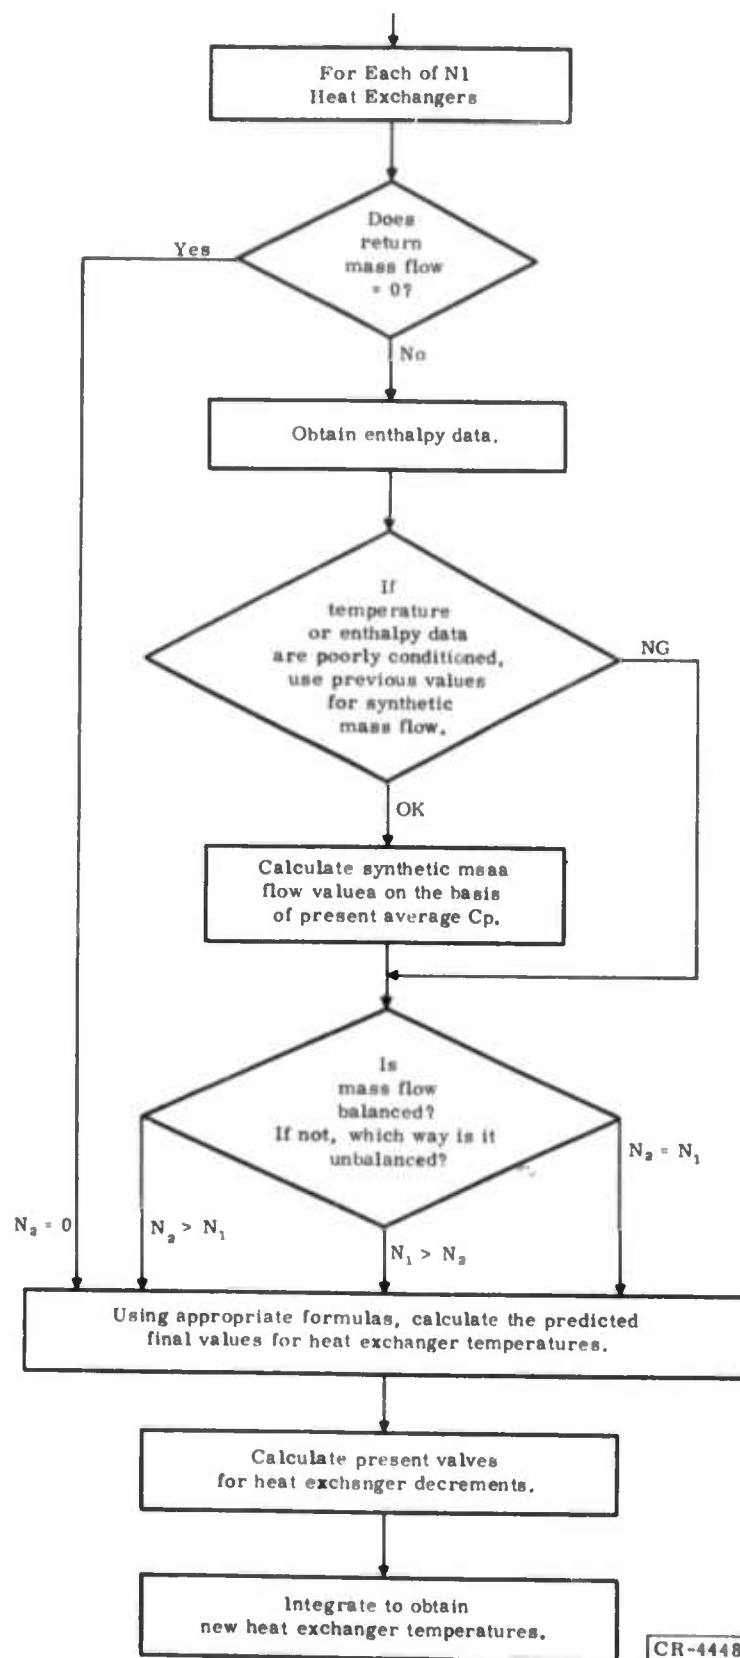 For Each of N1
Heat Exchangers
Does
return
mass flow
= 0?
Yes
No
Obtain enthalpy data.
If
temperature
or enthalpy data
are poorly conditioned,
use previous values
for synthetic
mass flow.
NG
OK
Calculate synthetic msaa
flow valuea on the basis
of present average Cp.
Is
mass flow
balanced?
If not, which way is it
unbalanced?
N₂ = N₁
N₂ = 0
N₂ > N₁
N₁ > N₂
Using appropriate formulas, calculate the predicted
final values for heat exchanger temperatures.
Calculate present valves
for heat exchsnger decrements.
Integrate to obtain
new heat exchanger temperatures.
CR-4448